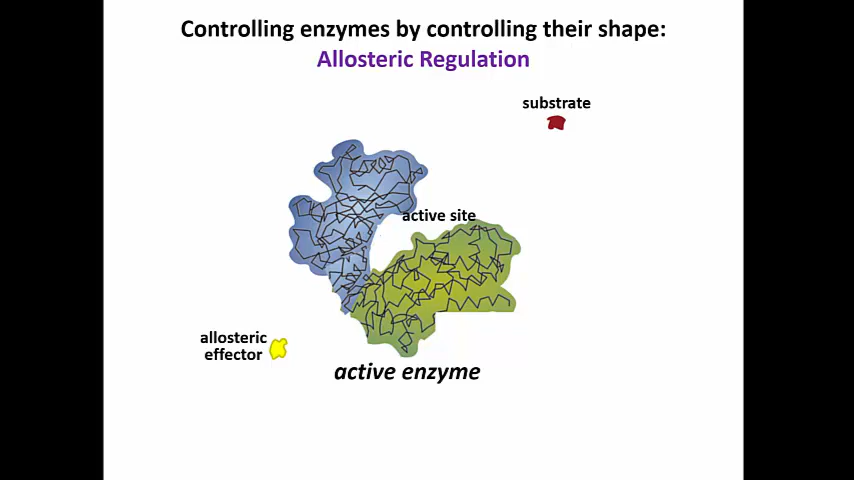 Controlling enzymes by controlling their shape:
Allosteric Regulation
substrate
active site
allosteric
effector
active enzyme